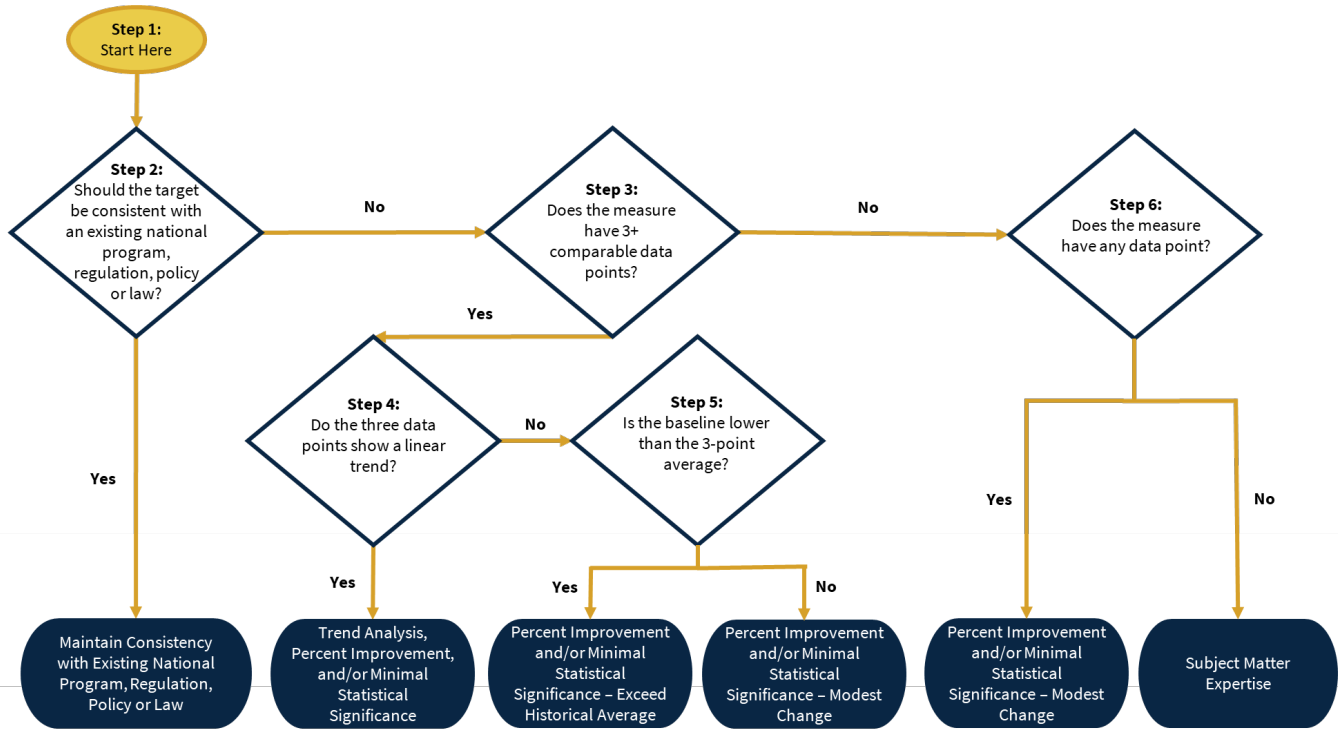 Step 1:
Start Here
Step 2:
Should the target
be consistent with
an existing national
program,
regulation, policy
or law?
No
Step 3:
Does the measure
have 3+
comparable data
points?
No
Step 6:
Does the measure
have any data point?
Yes
Step 4:
Do the three data
points show a linear
trend?
No
Step 5:
Is the baseline lower
than the 3-point
average?
Yes
Yes
No
Yes
Yes
No
Maintain Consistency
with Existing National
Program, Regulation,
Policy or Law
Trend Analysis,
Percent Improvement,
and/or Minimal
Statistical
Significance
Percent Improvement
and/or Minimal
Statistical
Significance – Exceed
Historical Average
Percent Improvement
and/or Minimal
Statistical
Significance – Modest
Change
Percent Improvement
and/or Minimal
Statistical
Significance – Modest
Change
Subject Matter
Expertise